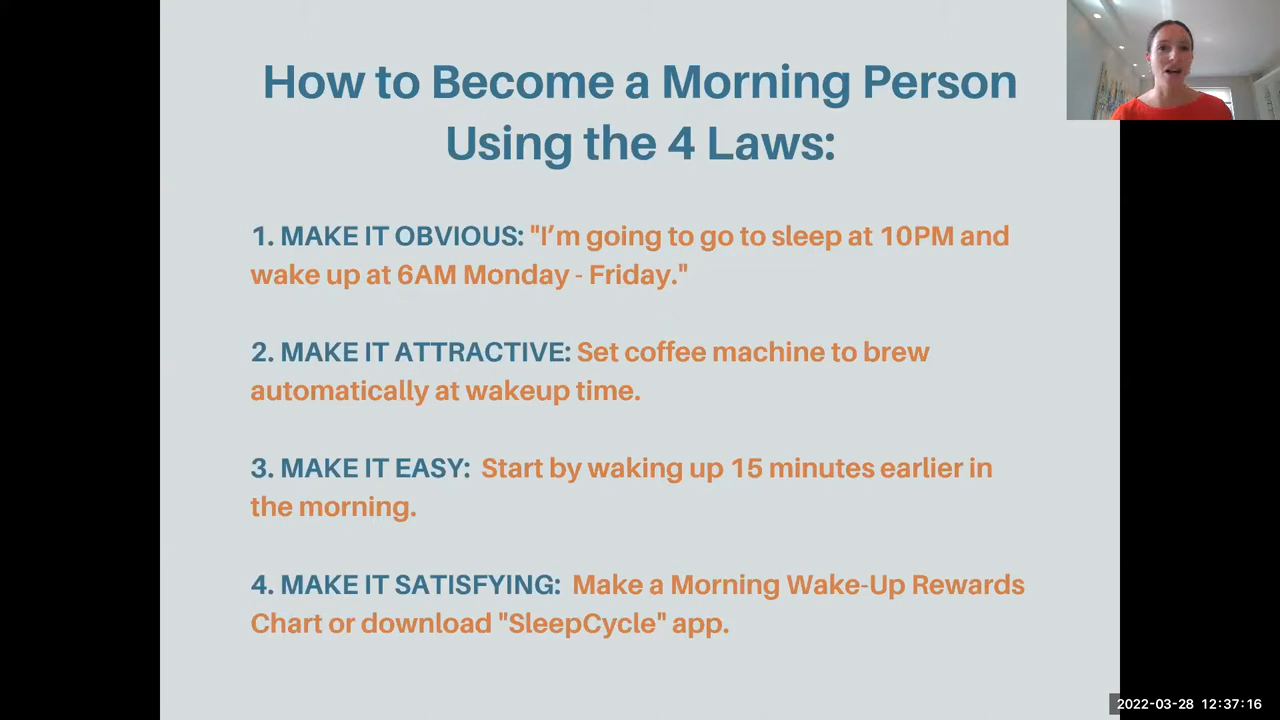 How to Become a Morning Person
Using the 4 Laws:
1. MAKE IT OBVIOUS: "I’m going to go to sleep at 10PM and
wake up at 6AM Monday - Friday."
2. MAKE IT ATTRACTIVE: Set coffee machine to brew
automatically at wakeup time.
3. MAKE IT EASY: Start by waking up 15 minutes earlier in
the morning.
4. MAKE IT SATISFYING: Make a Morning Wake-Up Rewards
Chart or download "SleepCycle" app.
2022-03-28 12:37:16